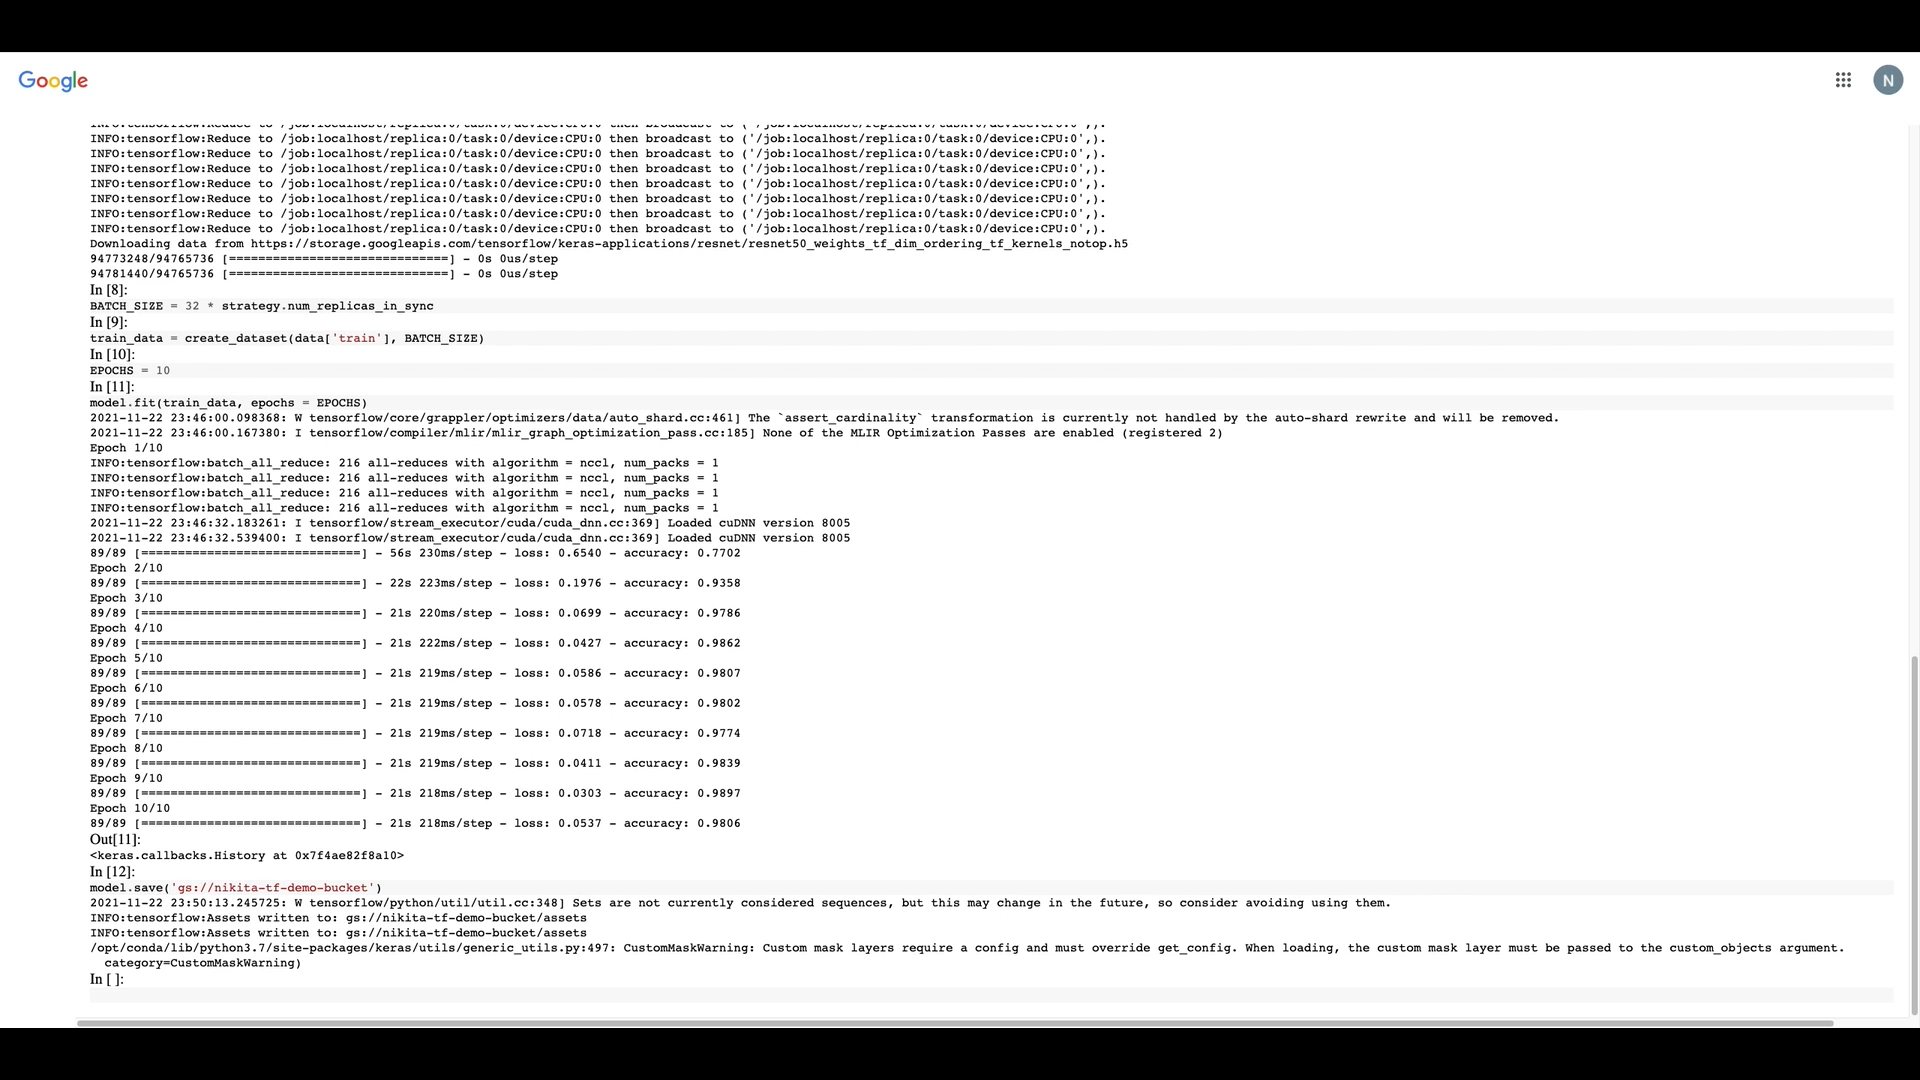 Google
N
INFO:tensorflow:Reduce to /job:localhost/replica:0/task:0/device:CPU:0 then broadcast to ('/job:localhost/replica:0/task:0/device:CPU:0',).
INFO:tensorflow:Reduce to /job:localhost/replica:0/task:0/device:CPU:0 then broadcast to ('/job:localhost/replica:0/task:0/device:CPU:0',).
INFO:tensorflow:Reduce to /job:localhost/replica:0/task:0/device:CPU:0 then broadcast to ('/job:localhost/replica:0/task:0/device:CPU:0',).
INFO:tensorflow:Reduce to /job:localhost/replica:0/task:0/device:CPU:0 then broadcast to ('/job:localhost/replica:0/task:0/device:CPU:0',).
INFO:tensorflow:Reduce to /job:localhost/replica:0/task:0/device:CPU:0 then broadcast to ('/job:localhost/replica:0/task:0/device:CPU:0',).
INFO:tensorflow:Reduce to /job:localhost/replica:0/task:0/device:CPU:0 then broadcast to ('/job:localhost/replica:0/task:0/device:CPU:0',).
INFO:tensorflow:Reduce to /job:localhost/replica:0/task:0/device:CPU:0 then broadcast to ('/job:localhost/replica:0/task:0/device:CPU:0',).
INFO:tensorflow:Reduce to /job:localhost/replica:0/task:0/device:CPU:0 then broadcast to ('/job:localhost/replica:0/task:0/device:CPU:0',).
Downloading data from https://storage.googleapis.com/tensorflow/keras-applications/resnet/resnet50_weights_tf_dim_ordering_tf_kernels_notop.h5
94773248/94765736 [==============================] - 0s 0us/step
94781440/94765736 [==============================] - 0s 0us/step
In [8]:
BATCH_SIZE = 32 * strategy.num_replicas_in_sync
In [9]:
train_data = create_dataset(data['train'], BATCH_SIZE)
In [10]:
EPOCHS = 10
In [11]:
model.fit(train_data, epochs = EPOCHS)
2021-11-22 23:46:00.098368: W tensorflow/core/grappler/optimizers/data/auto_shard.cc:461] The `assert_cardinality` transformation is currently not handled by the auto-shard rewrite and will be removed.
2021-11-22 23:46:00.167380: I tensorflow/compiler/mlir/mlir_graph_optimization_pass.cc:185] None of the MLIR Optimization Passes are enabled (registered 2)
Epoch 1/10
INFO:tensorflow:batch_all_reduce: 216 all-reduces with algorithm = nccl, num_packs = 1
INFO:tensorflow:batch_all_reduce: 216 all-reduces with algorithm = nccl, num_packs = 1
INFO:tensorflow:batch_all_reduce: 216 all-reduces with algorithm = nccl, num_packs = 1
INFO:tensorflow:batch_all_reduce: 216 all-reduces with algorithm = nccl, num_packs = 1
2021-11-22 23:46:32.183261: I tensorflow/stream_executor/cuda/cuda_dnn.cc:369] Loaded cuDNN version 8005
2021-11-22 23:46:32.539400: I tensorflow/stream_executor/cuda/cuda_dnn.cc:369] Loaded cuDNN version 8005
89/89 [==============================] - 56s 230ms/step - loss: 0.6540 - accuracy: 0.7702
Epoch 2/10
89/89 [==============================] - 22s 223ms/step - loss: 0.1976 - accuracy: 0.9358
Epoch 3/10
89/89 [==============================] - 21s 220ms/step - loss: 0.0699 - accuracy: 0.9786
Epoch 4/10
89/89 [==============================] - 21s 222ms/step - loss: 0.0427 - accuracy: 0.9862
Epoch 5/10
89/89 [==============================] - 21s 219ms/step - loss: 0.0586 - accuracy: 0.9807
Epoch 6/10
89/89 [==============================] - 21s 219ms/step - loss: 0.0578 - accuracy: 0.9802
Epoch 7/10
89/89 [==============================] - 21s 219ms/step - loss: 0.0718 - accuracy: 0.9774
Epoch 8/10
89/89 [==============================] - 21s 219ms/step - loss: 0.0411 - accuracy: 0.9839
Epoch 9/10
89/89 [==============================] - 21s 218ms/step - loss: 0.0303 - accuracy: 0.9897
Epoch 10/10
89/89 [==============================] - 21s 218ms/step - loss: 0.0537 - accuracy: 0.9806
Out[11]:
<keras.callbacks.History at 0x7f4ae82f8a10>
In [12]:
model.save('gs://nikita-tf-demo-bucket')
2021-11-22 23:50:13.245725: W tensorflow/python/util/util.cc:348] Sets are not currently considered sequences, but this may change in the future, so consider avoiding using them.
INFO:tensorflow:Assets written to: gs://nikita-tf-demo-bucket/assets
INFO:tensorflow:Assets written to: gs://nikita-tf-demo-bucket/assets
/opt/conda/lib/python3.7/site-packages/keras/utils/generic_utils.py:497: CustomMaskWarning: Custom mask layers require a config and must override get_config. When loading, the custom mask layer must be passed to the custom_objects argument.
category=CustomMaskWarning)
In [ ]: